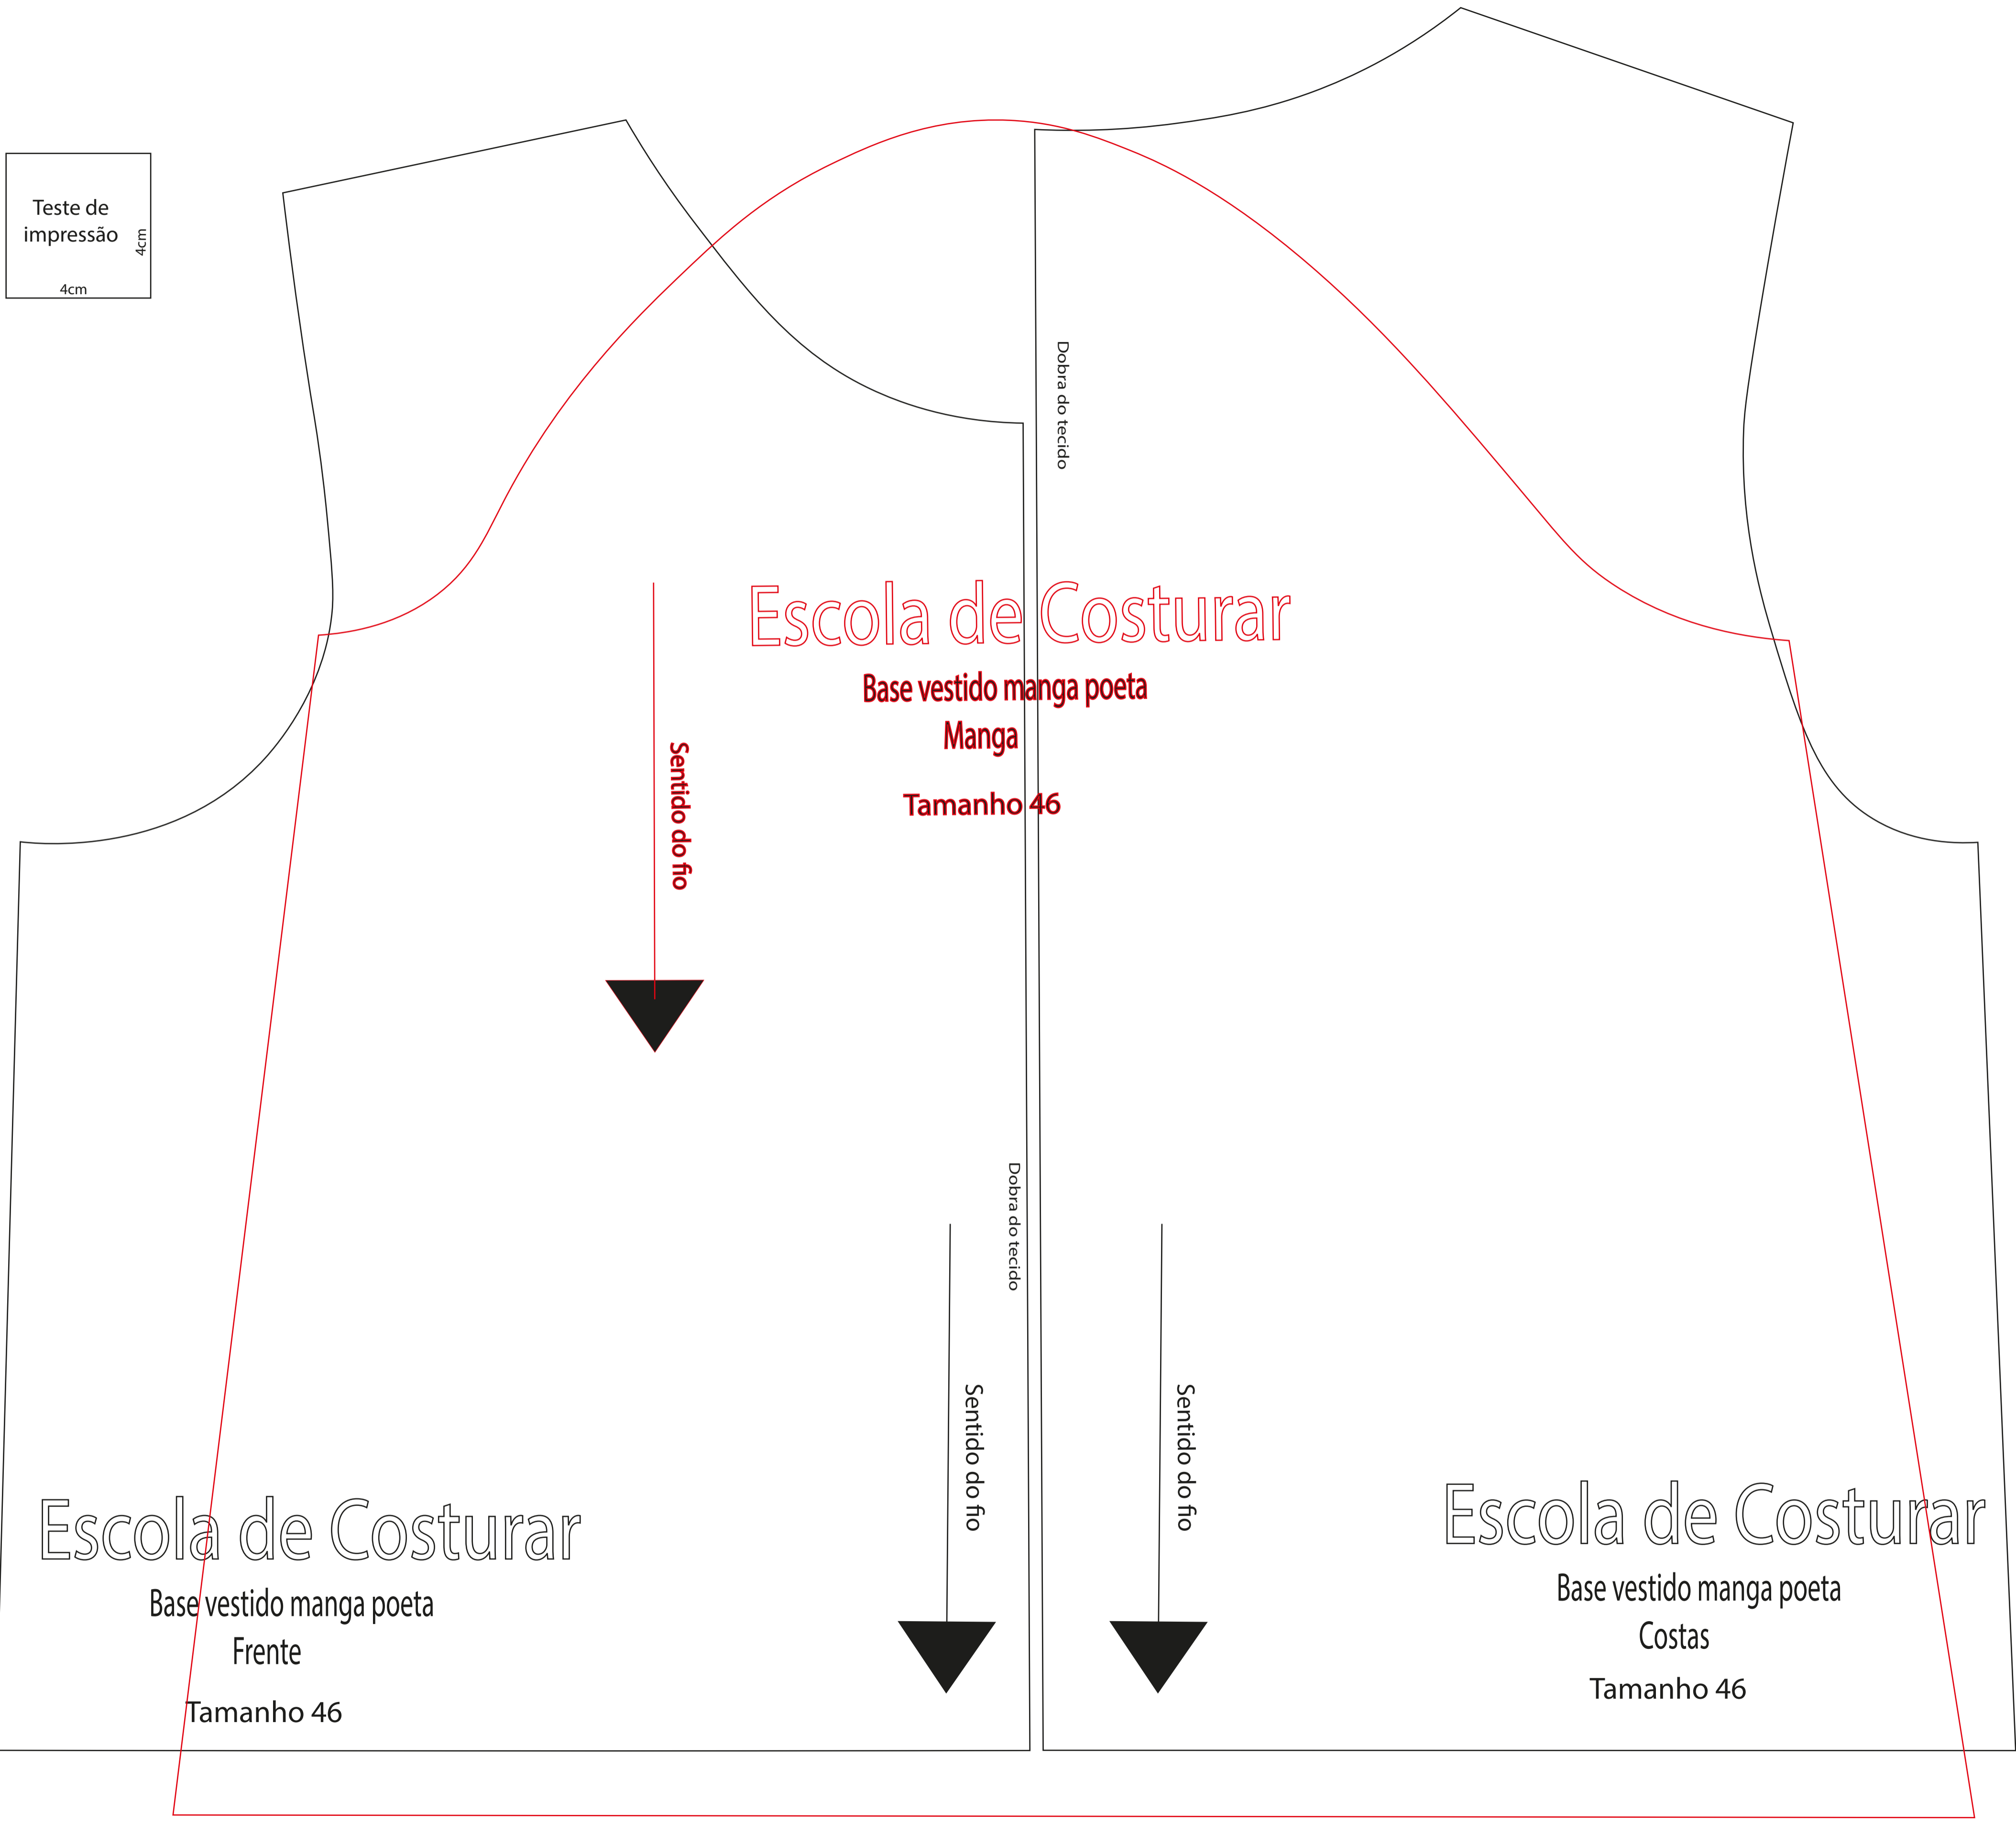 Teste de
impressão
4cm
4cm
Dobra do tecido
Escola de Costurar
Base vestido manga poeta
Manga
Tamanho 46
Sentido do fio
Dobra do tecido
Sentido do fio
Sentido do fio
Escola de Costurar
Base vestido manga poeta
Frente
Tamanho 46
Escola de Costurar
Base vestido manga poeta
Costas
Tamanho 46